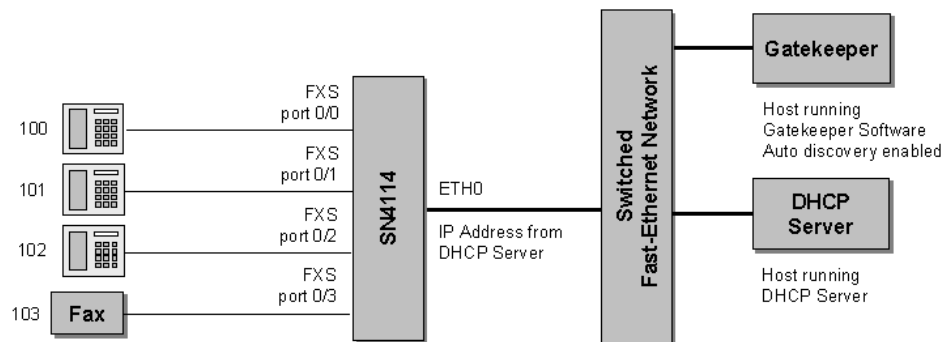 100
FXS
port 0/0
101
FXS
port 0/1
102
FXS
port 0/2
103
Fax
FXS
port 0/3
SN4114
ETH0
IP Address from
DHCP Server
Switched
Fast-Ethernet Network
Gatekeeper
Host running
Gatekeeper Software
Auto discovery enabled
DHCP
Server
Host running
DHCP Server